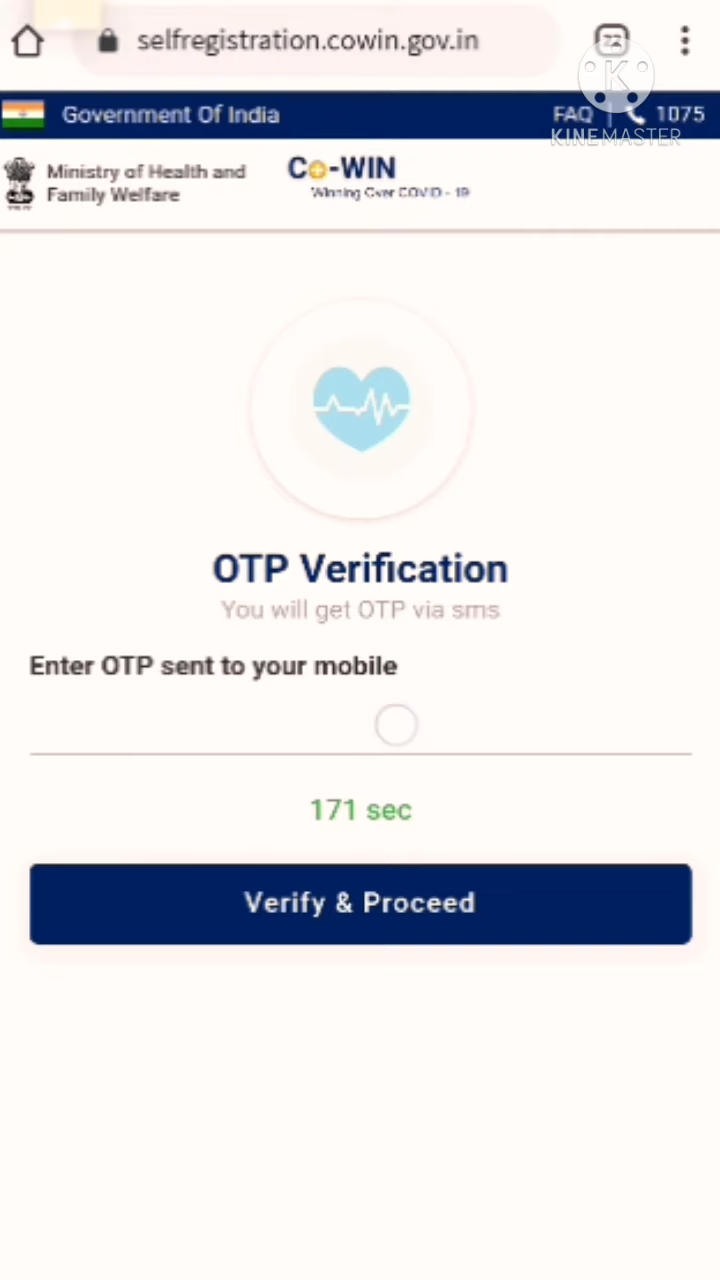 selfregistration.cowin.gov.in
22
KINEMASTER
Government Of India
FAQ | 1075
Ministry of Health and
Family Welfare
Co-WIN
Winning Over COVID - 19
OTP Verification
You will get OTP via sms
Enter OTP sent to your mobile
171 sec
Verify & Proceed